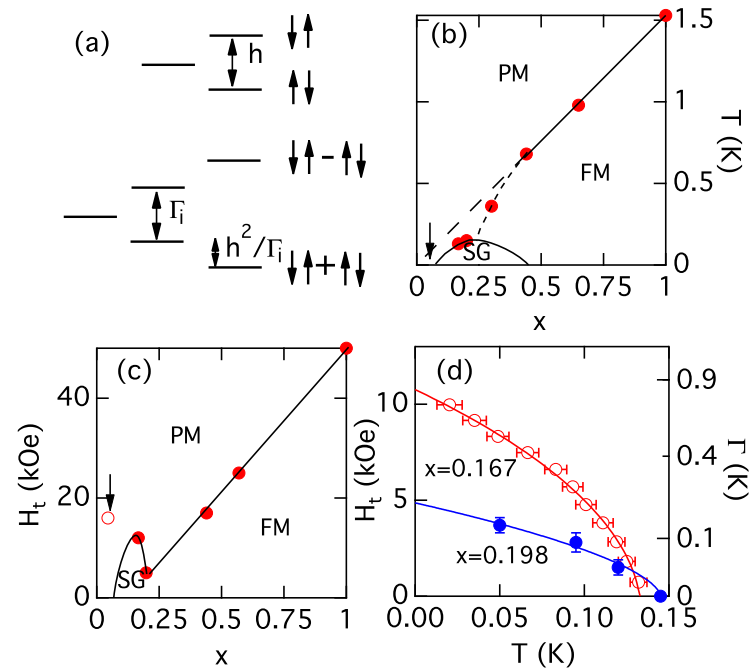 (a)
h
↓↑
↑↓
↓↑-↑↓
Γi
h²/Γi
↓↑+↑↓
(b)
PM
FM
SG
1.5
1
0.5
0
T (K)
0 0.25 0.5 0.75 1
x
(c)
PM
FM
SG
40
20
0
Ht (kOe)
0 0.25 0.5 0.75 1
x
(d)
x=0.167
x=0.198
10
5
0
Ht (kOe)
0.9
0.4
0.1
0
Γ (K)
0.00 0.05 0.10 0.15
T (K)